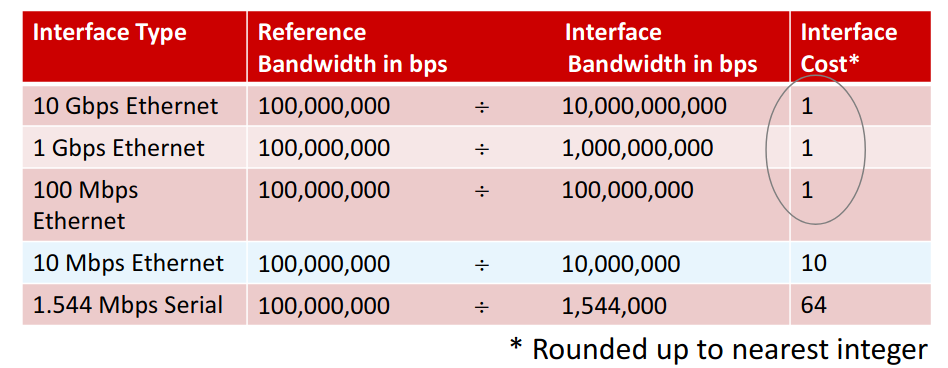 Interface Type Reference Bandwidth in bps Interface Bandwidth in bps Interface Cost*
10 Gbps Ethernet 100,000,000 ÷ 10,000,000,000 1
1 Gbps Ethernet 100,000,000 ÷ 1,000,000,000 1
100 Mbps Ethernet 100,000,000 ÷ 100,000,000 1
10 Mbps Ethernet 100,000,000 ÷ 10,000,000 10
1.544 Mbps Serial 100,000,000 ÷ 1,544,000 64
* Rounded up to nearest integer